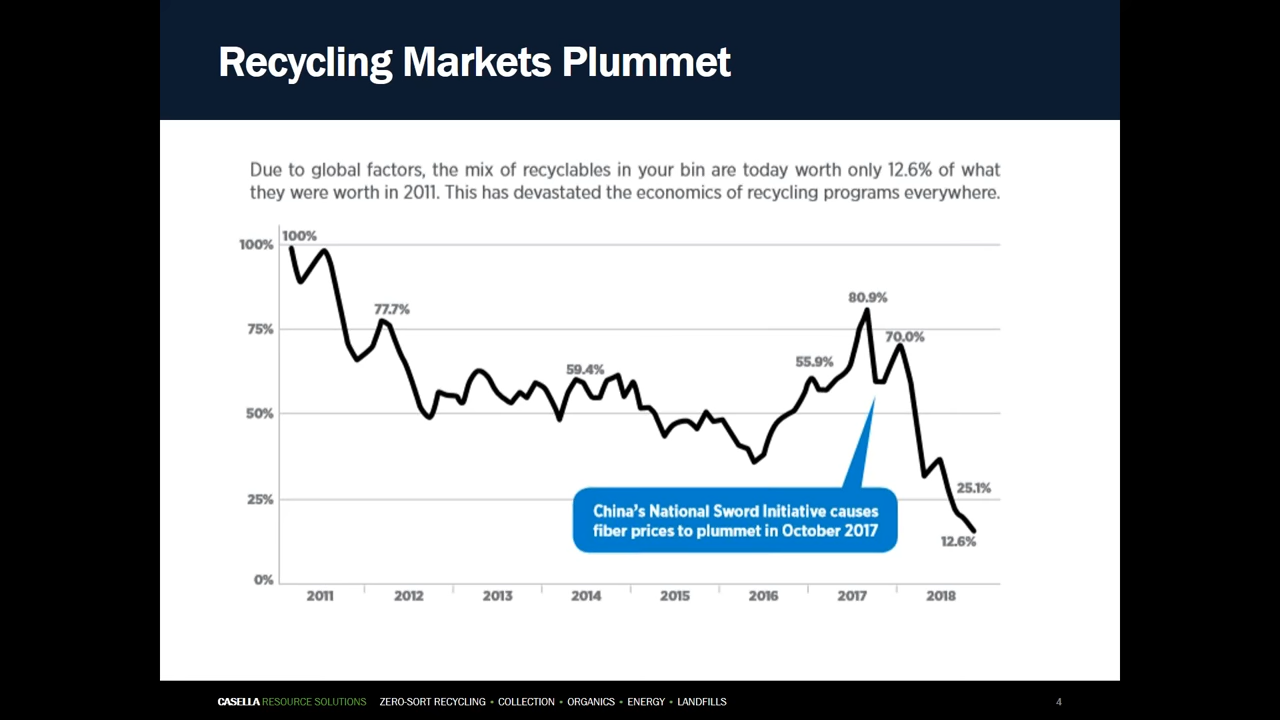 Recycling Markets Plummet
Due to global factors, the mix of recyclables in your bin are today worth only 12.6% of what
they were worth in 2011. This has devastated the economics of recycling programs everywhere.
100%
100%
77.7%
75%
80.9%
70.0%
55.9%
59.4%
50%
25%
25.1%
12.6%
China's National Sword Initiative causes
fiber prices to plummet in October 2017
0%
2011 2012 2013 2014 2015 2016 2017 2018
CASELLA RESOURCE SOLUTIONS ZERO-SORT RECYCLING • COLLECTION • ORGANICS • ENERGY • LANDFILLS 4